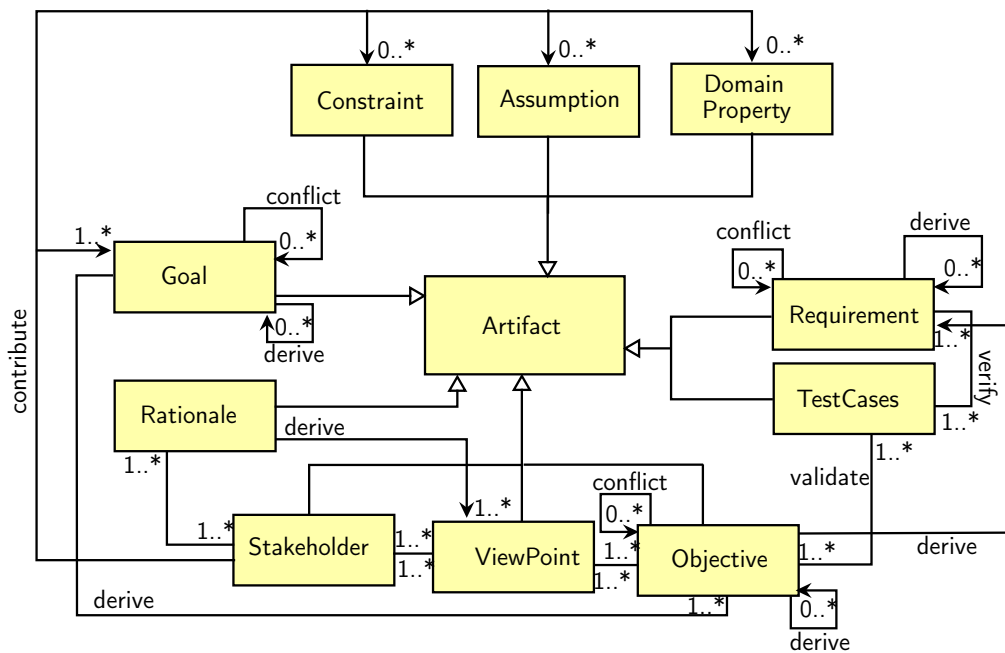 0..*
0..*
0..*
Constraint
Assumption
Domain
Property
conflict
derive
1..*
0..*
conflict
0..*
0..*
Goal
Artifact
Requirement
0..*
1..*
derive
contribute
verify
Rationale
TestCases
derive
1..*
1..*
1..*
validate
conflict
1..*
0..*
1..*
1..*
Stakeholder
1..*
ViewPoint
1..*
Objective
1..*
derive
1..*
1..*
derive
1..*
0..*
derive